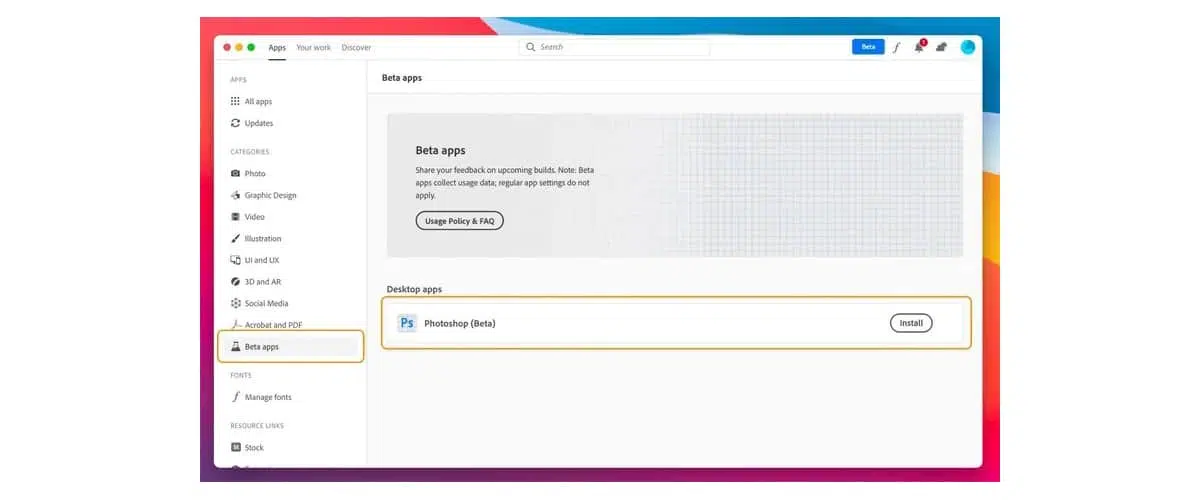 Apps Your work Discover Search Beta 1
APPS
All apps
Updates
CATEGORIES
Photo
Graphic Design
Video
Illustration
UI and UX
3D and AR
Social Media
Acrobat and PDF
Beta apps
FONTS
Manage fonts
RESOURCE LINKS
St Stock
Beta apps
Beta apps
Share your feedback on upcoming builds. Note: Beta
apps collect usage data; regular app settings do not
apply.
Usage Policy & FAQ
Desktop apps
Ps Photoshop (Beta) Install